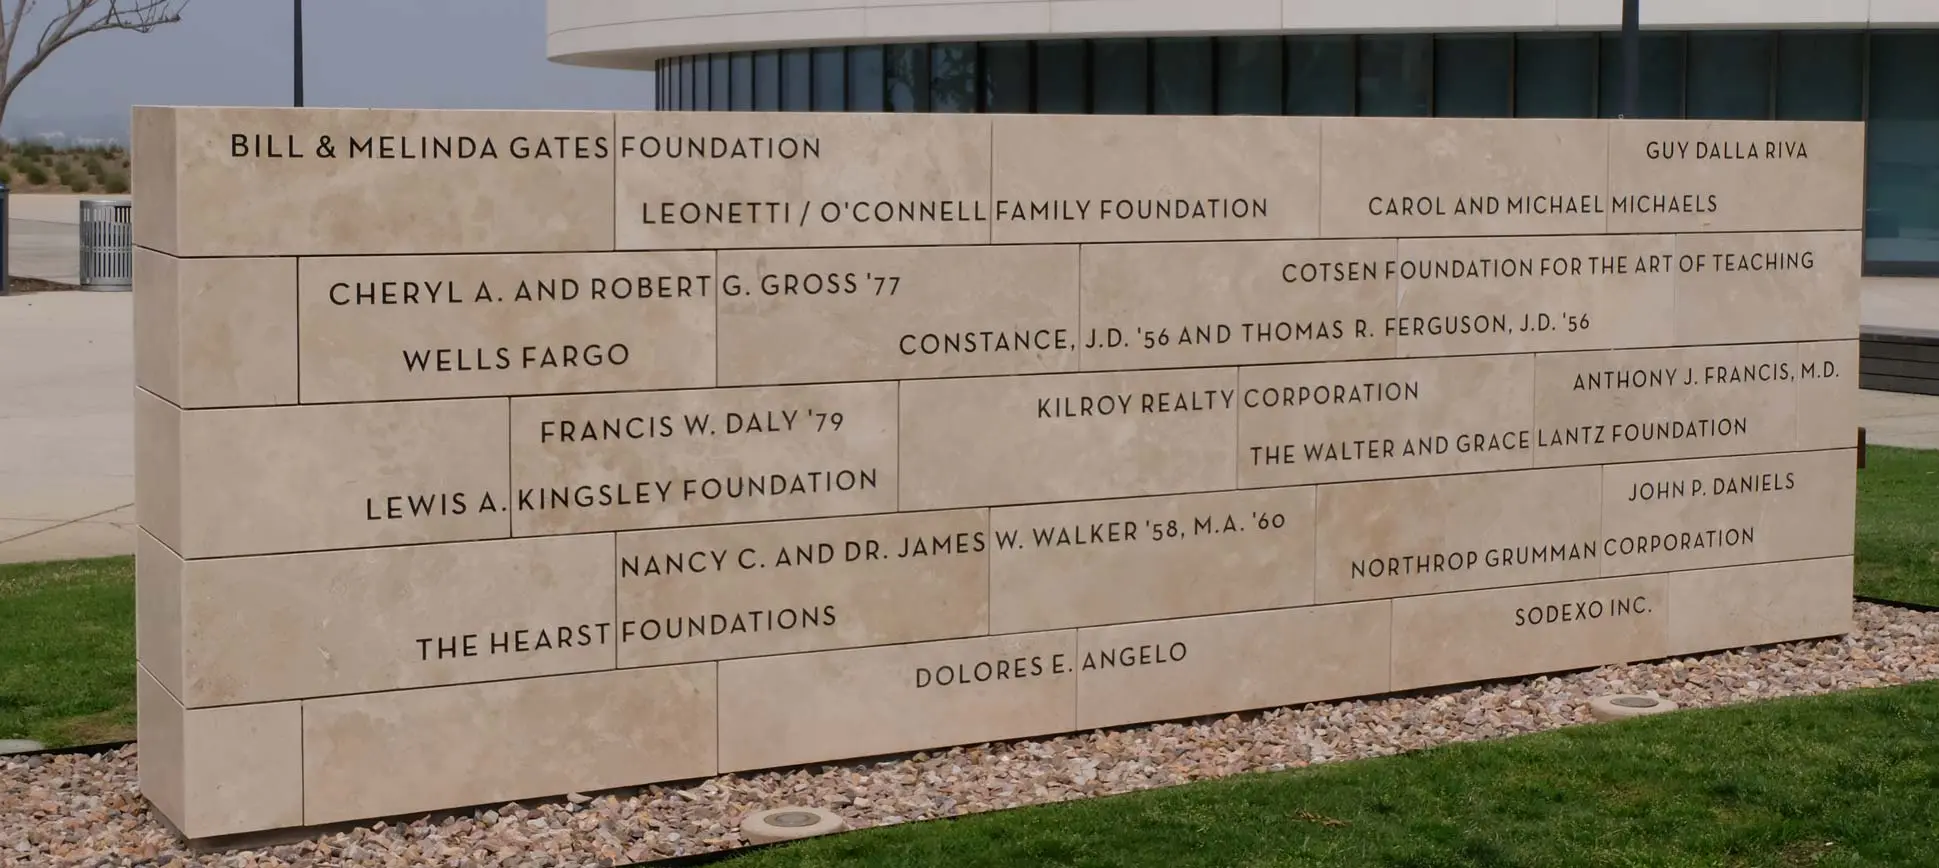 BILL & MELINDA GATES FOUNDATION
GUY DALLA RIVA
LEONETTI / O'CONNELL FAMILY FOUNDATION
CAROL AND MICHAEL MICHAELS
CHERYL A. AND ROBERT G. GROSS '77
COTSEN FOUNDATION FOR THE ART OF TEACHING
WELLS FARGO
CONSTANCE, J.D. '56 AND THOMAS R. FERGUSON, J.D. '56
FRANCIS W. DALY '79
KILROY REALTY CORPORATION
ANTHONY J. FRANCIS, M.D.
LEWIS A. KINGSLEY FOUNDATION
THE WALTER AND GRACE LANTZ FOUNDATION
NANCY C. AND DR. JAMES W. WALKER '58, M.A. '60
JOHN P. DANIELS
THE HEARST FOUNDATIONS
NORTHROP GRUMMAN CORPORATION
DOLORES E. ANGELO
SODEXO INC.